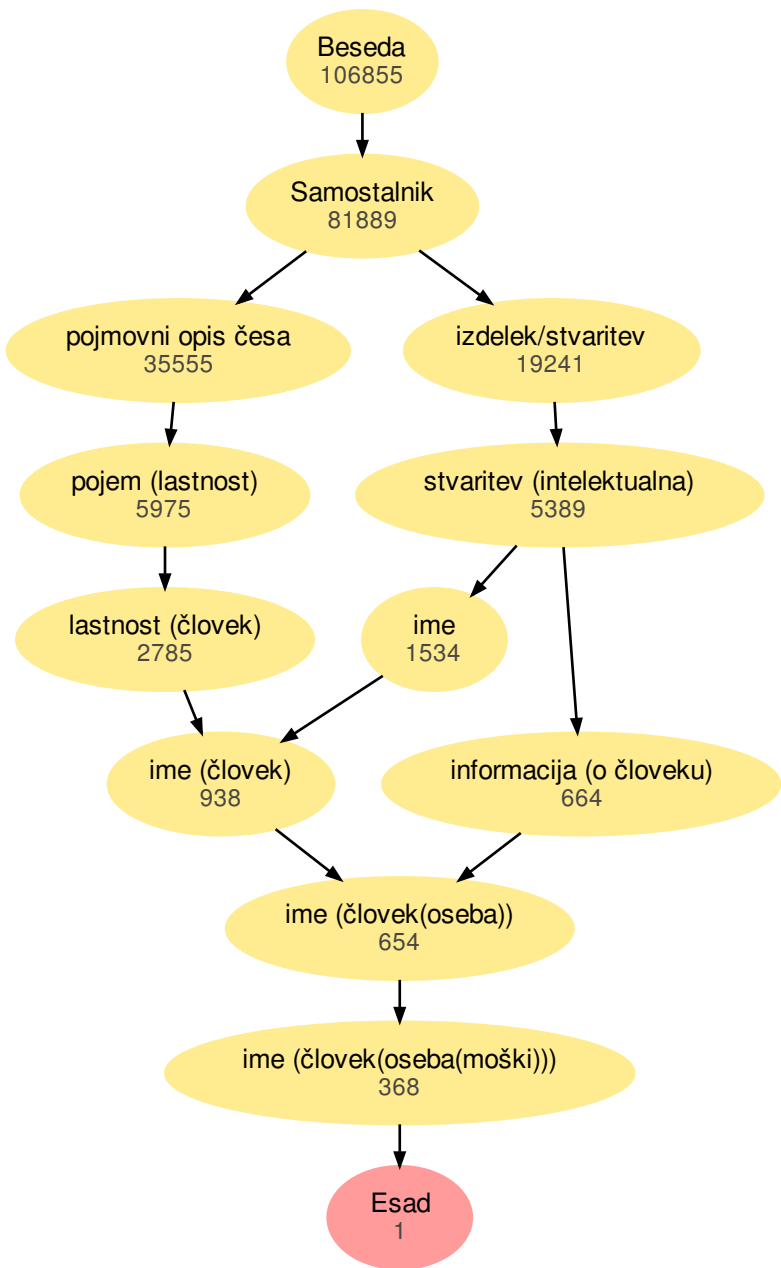 Beseda
106855
Samostalnik
81889
pojmovni opis česa
35555
izdelek/stvaritev
19241
pojem (lastnost)
5975
stvaritev (intelektualna)
5389
lastnost (človek)
2785
ime
1534
ime (človek)
938
informacija (o človeku)
664
ime (človek(oseba))
654
ime (človek(oseba(moški)))
368
Esad
1